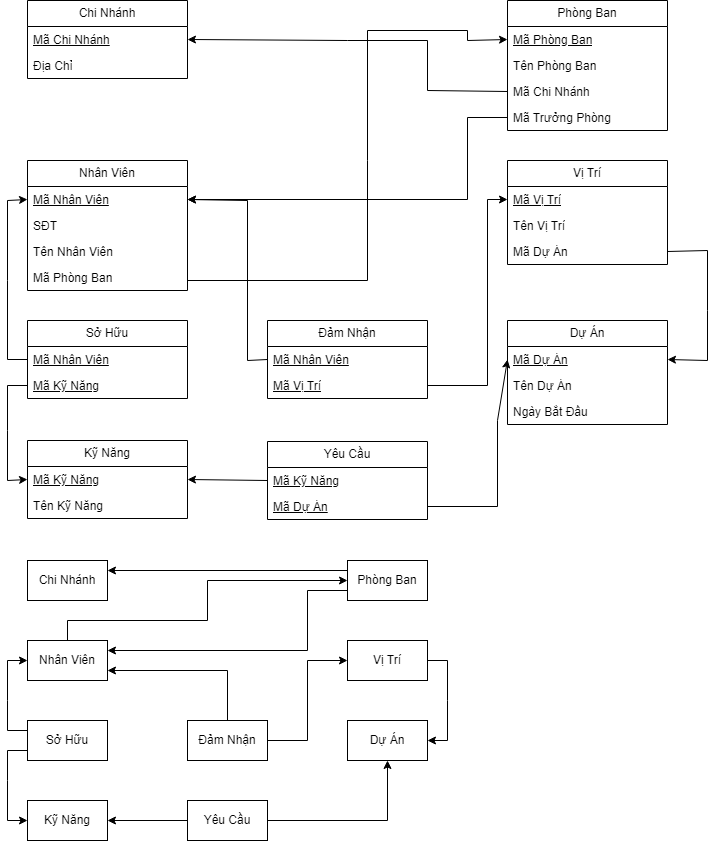 Chi Nhánh
Mã Chi Nhánh
Địa Chỉ
Phòng Ban
Mã Phòng Ban
Tên Phòng Ban
Mã Chi Nhánh
Mã Trưởng Phòng
Nhân Viên
Mã Nhân Viên
SĐT
Tên Nhân Viên
Mã Phòng Ban
Vị Trí
Mã Vị Trí
Tên Vị Trí
Mã Dự Àn
Sở Hữu
Mã Nhân Viên
Mã Kỹ Năng
Đảm Nhận
Mã Nhân Viên
Mã Vị Trí
Dự Án
Mã Dự Àn
Tên Dự Àn
Ngày Bắt Đầu
Kỹ Năng
Mã Kỹ Năng
Tên Kỹ Năng
Yêu Cầu
Mã Kỹ Năng
Mã Dự Àn
Chi Nhánh
Phòng Ban
Nhân Viên
Vị Trí
Sở Hữu
Đảm Nhận
Dự Án
Kỹ Năng
Yêu Cầu